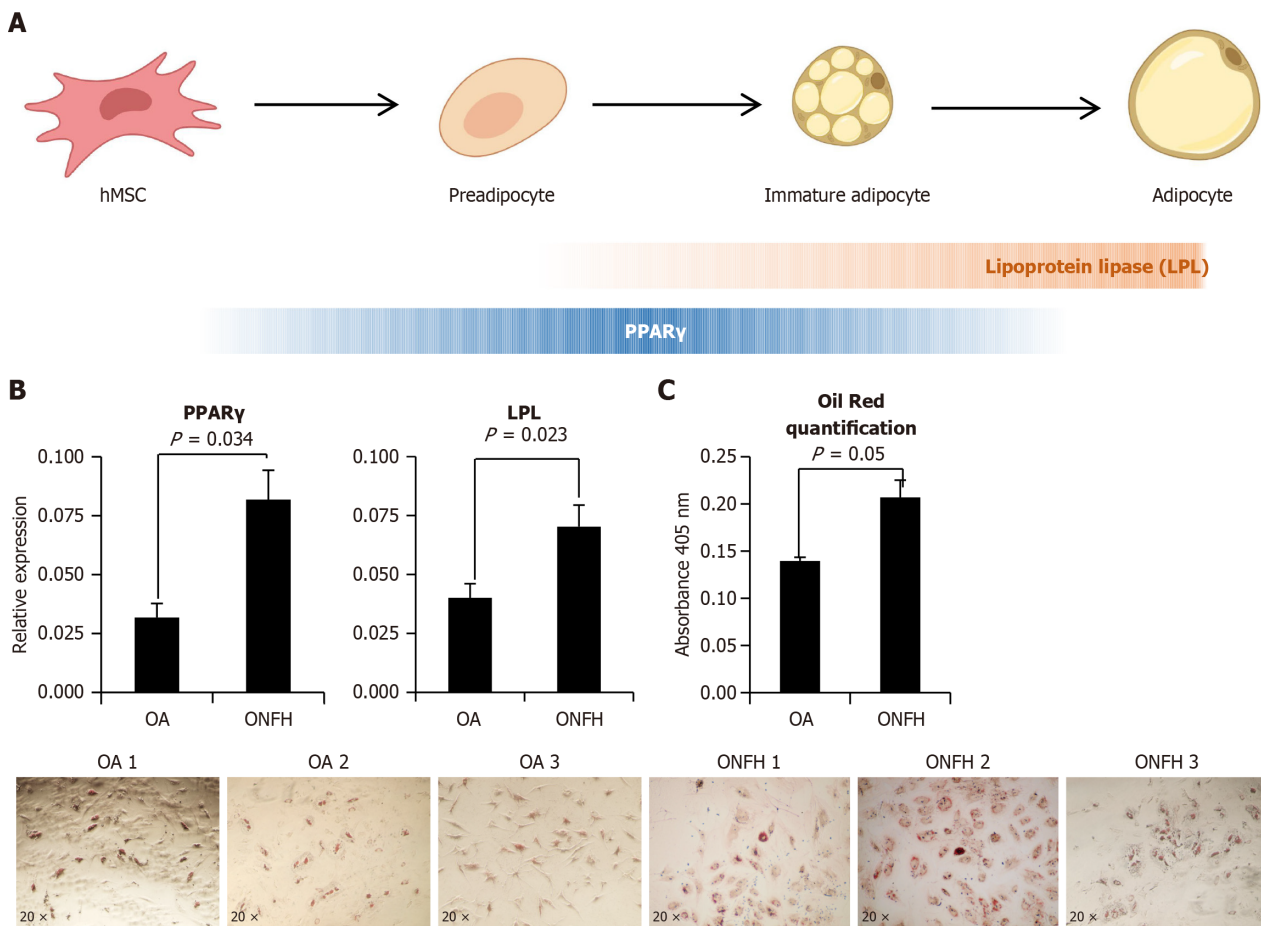 A
hMSC
Preadipocyte
Immature adipocyte
Adipocyte
Lipoprotein lipase (LPL)
PPARγ
B
PPARγ
P = 0.034
Relative expression
0.100
0.075
0.050
0.025
0.000
OA
ONFH
LPL
P = 0.023
0.100
0.075
0.050
0.025
0.000
OA
ONFH
C
Oil Red
quantification
P = 0.05
Absorbance 405 nm
0.25
0.20
0.15
0.10
0.05
0.00
OA
ONFH
OA 1
OA 2
OA 3
ONFH 1
ONFH 2
ONFH 3
20 ×
20 ×
20 ×
20 ×
20 ×
20 ×